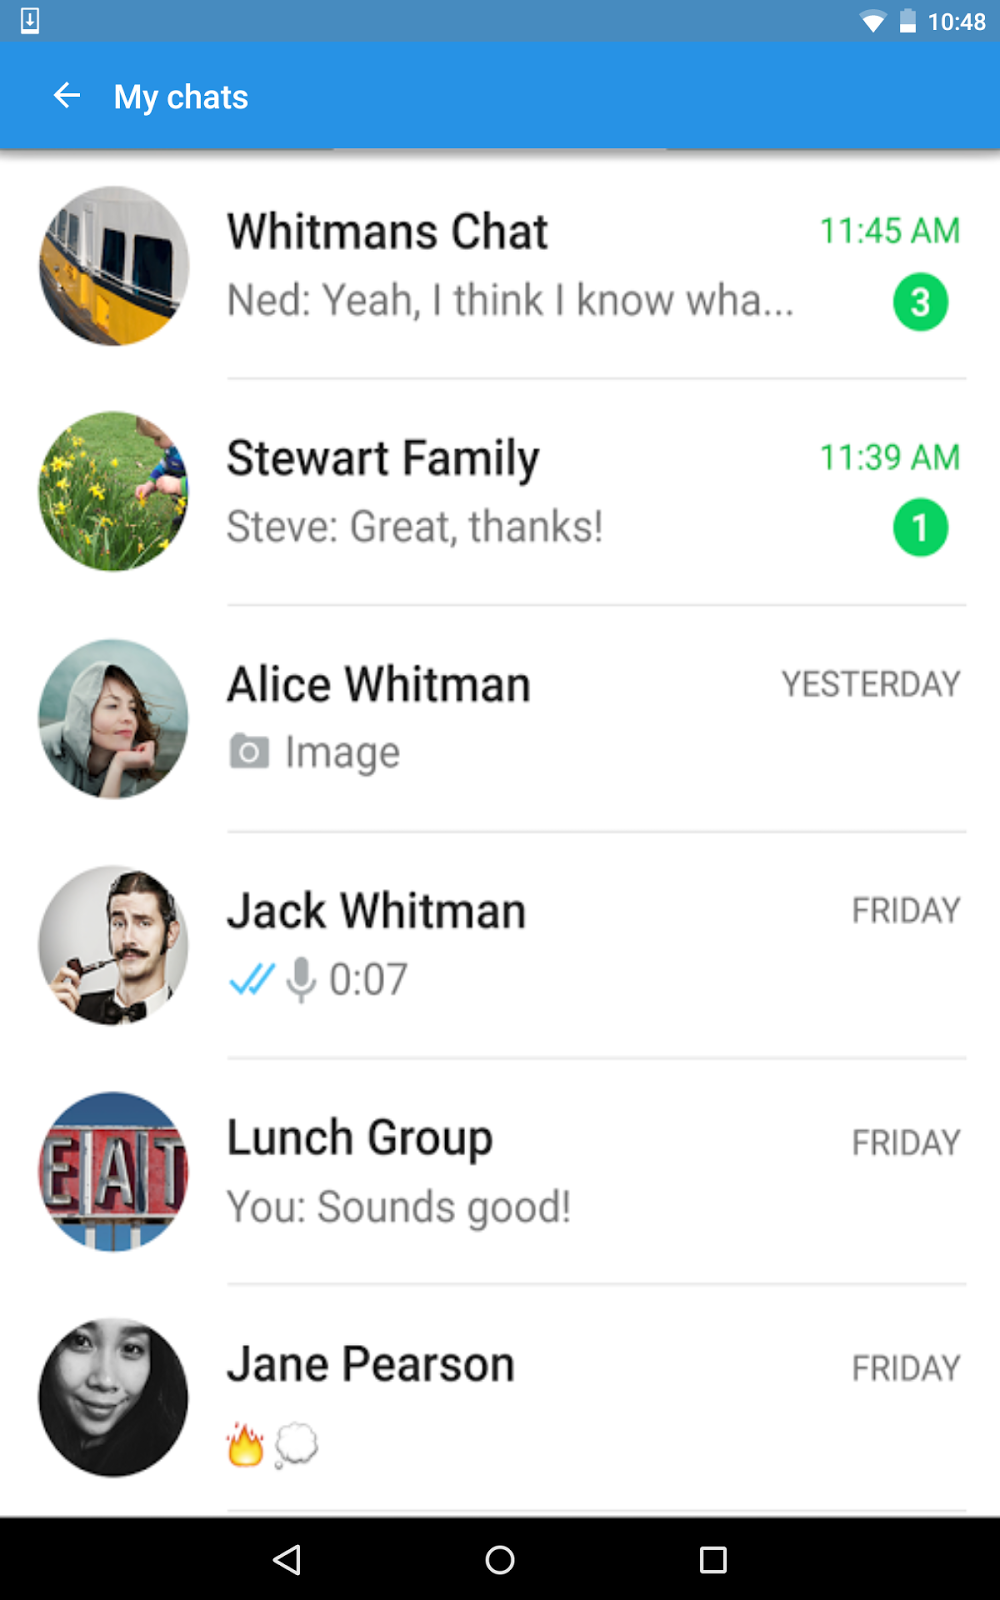 10:48
My chats
Whitmans Chat 11:45 AM
Ned: Yeah, I think I know wha... 3
Stewart Family 11:39 AM
Steve: Great, thanks! 1
Alice Whitman YESTERDAY
Image
Jack Whitman FRIDAY
0:07
EAT
Lunch Group FRIDAY
You: Sounds good!
Jane Pearson FRIDAY
🔥💭